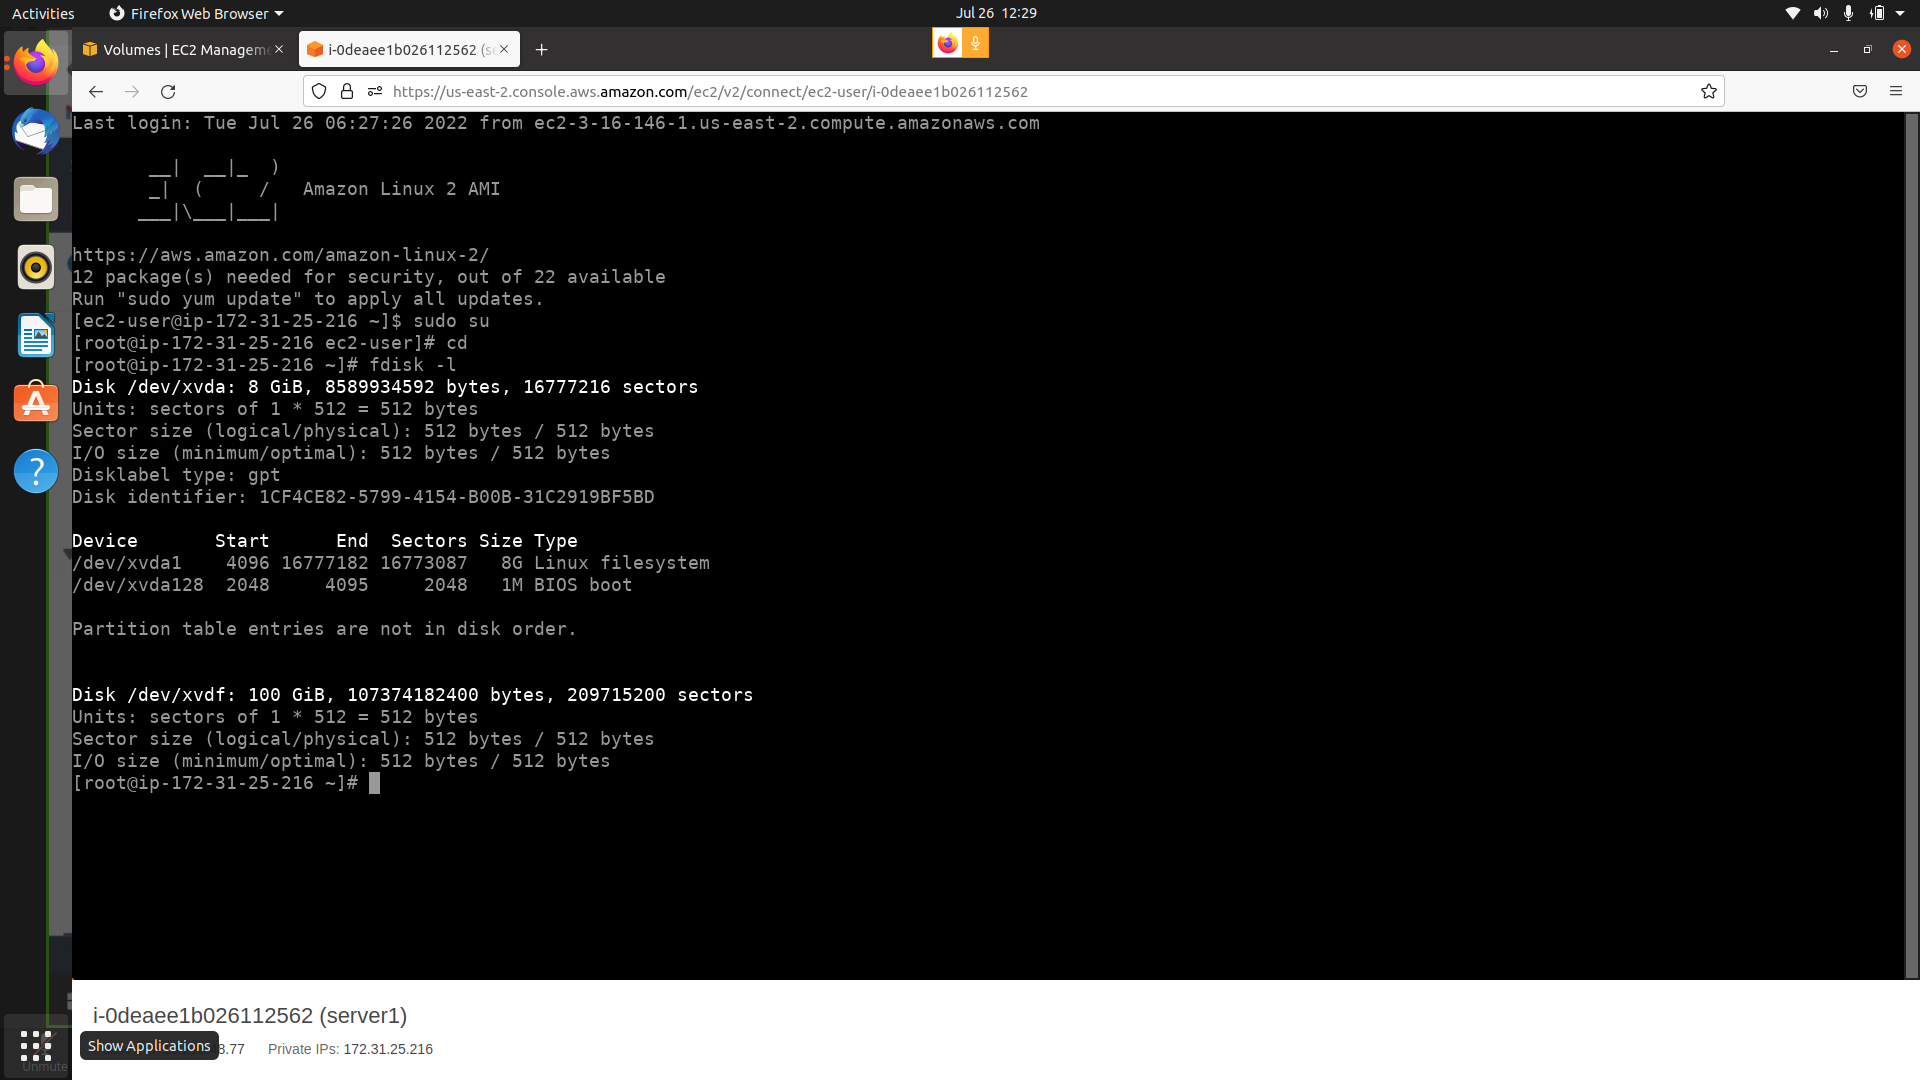 Activities
Firefox Web Browser
Jul 26 12:29
Volumes | EC2 Managem
i-0deaee1b026112562 (se
https://us-east-2.console.aws.amazon.com/ec2/v2/connect/ec2-user/i-0deaee1b026112562
Last login: Tue Jul 26 06:27:26 2022 from ec2-3-16-146-1.us-east-2.compute.amazonaws.com
       __|  __|_  )
       _|  (     /   Amazon Linux 2 AMI
      ___|\___|___|
https://aws.amazon.com/amazon-linux-2/
12 package(s) needed for security, out of 22 available
Run "sudo yum update" to apply all updates.
[ec2-user@ip-172-31-25-216 ~]$ sudo su
[root@ip-172-31-25-216 ec2-user]# cd
[root@ip-172-31-25-216 ~]# fdisk -l
Disk /dev/xvda: 8 GiB, 8589934592 bytes, 16777216 sectors
Units: sectors of 1 * 512 = 512 bytes
Sector size (logical/physical): 512 bytes / 512 bytes
I/O size (minimum/optimal): 512 bytes / 512 bytes
Disklabel type: gpt
Disk identifier: 1CF4CE82-5799-4154-B00B-31C2919BF5BD
Device       Start      End  Sectors Size Type
/dev/xvda1    4096 16777182 16773087   8G Linux filesystem
/dev/xvda128  2048     4095     2048   1M BIOS boot
Partition table entries are not in disk order.
Disk /dev/xvdf: 100 GiB, 107374182400 bytes, 209715200 sectors
Units: sectors of 1 * 512 = 512 bytes
Sector size (logical/physical): 512 bytes / 512 bytes
I/O size (minimum/optimal): 512 bytes / 512 bytes
[root@ip-172-31-25-216 ~]#
i-0deaee1b026112562 (server1)
Show Applications
.77 Private IPs: 172.31.25.216
Unmute